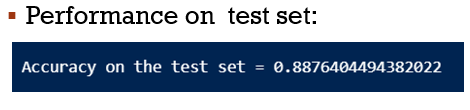 ▪ Performance on test set:
Accuracy on the test set = 0.8876404494382022